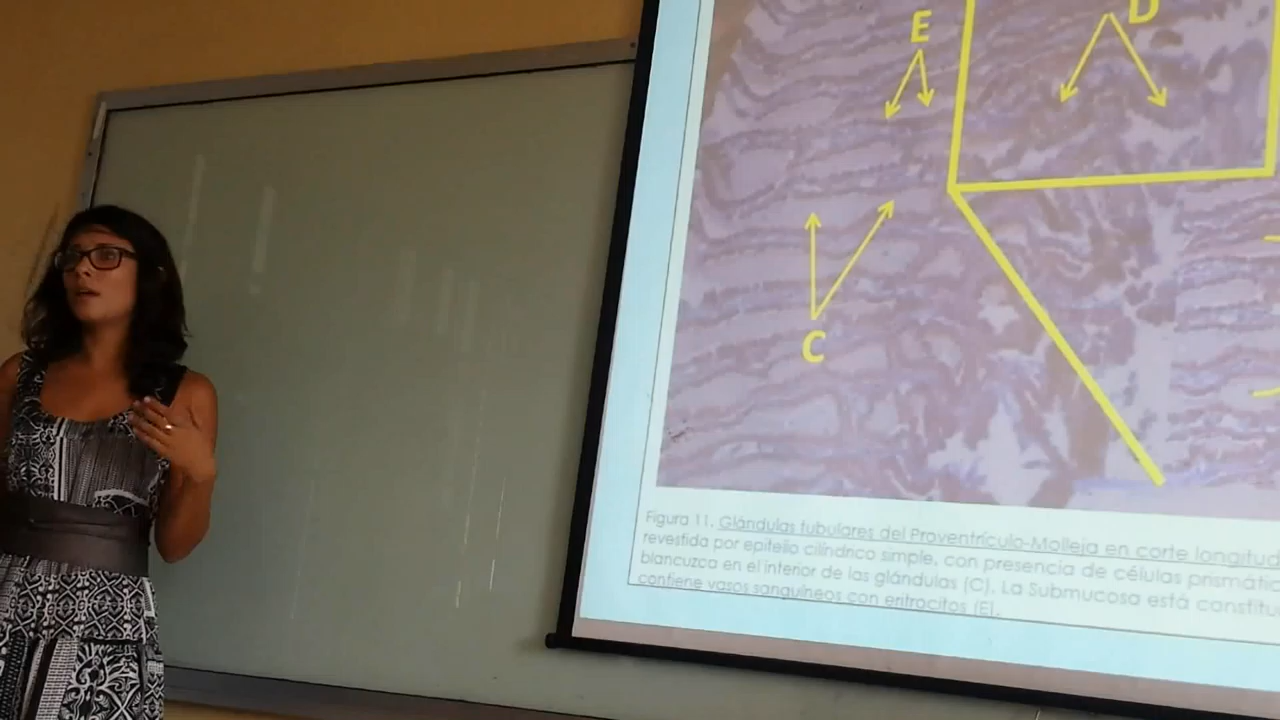 E
D
C
Figura 11. Glándulas tubulares del Proventrículo-Molleja en corte longitud
revestida por epitelio cilíndrico simple, con presencia de células prismátic
blancuzca en el interior de las glándulas (C). La Submucosa está constitu
contiene vasos sanguíneos con eritrocitos (E).